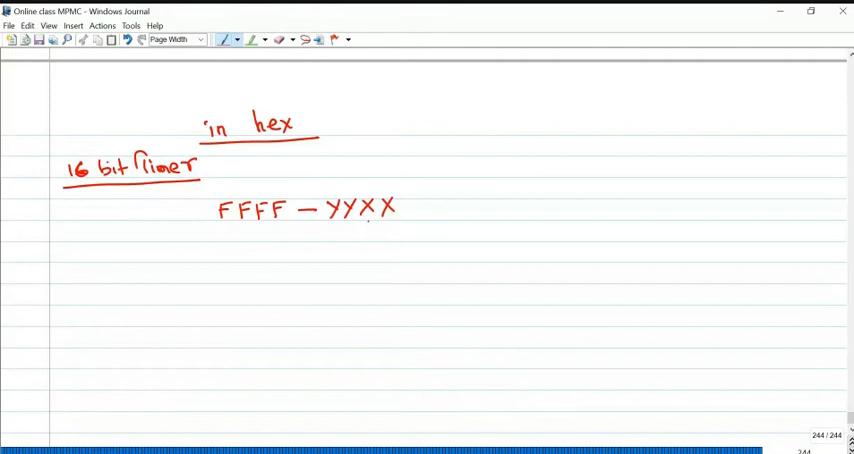 Online class MPMC - Windows Journal
File Edit View Insert Actions Tools Help
Page Width
in hex
16 bit Timer
FFFF - YYXX
244 / 244
244